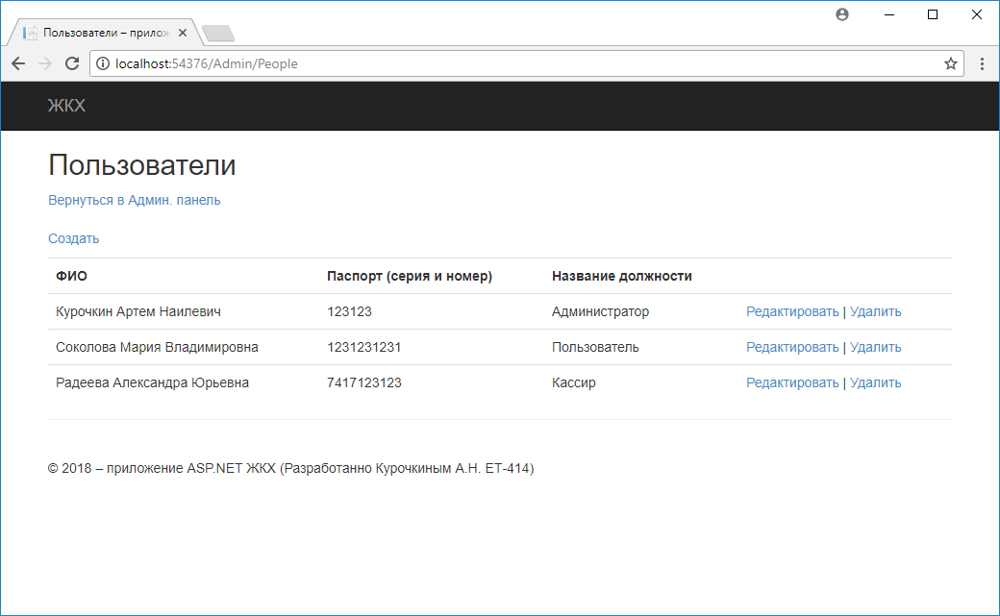 Пользователи – прилож
localhost:54376/Admin/People
ЖКХ
Пользователи
Вернуться в Админ. панель
Создать
ФИО Паспорт (серия и номер) Название должности
Курочкин Артем Наилевич 123123 Администратор Редактировать | Удалить
Соколова Мария Владимировна 1231231231 Пользователь Редактировать | Удалить
Радеева Александра Юрьевна 7417123123 Кассир Редактировать | Удалить
© 2018 – приложение ASP.NET ЖКХ (Разработанно Курочкиным А.Н. ЕТ-414)